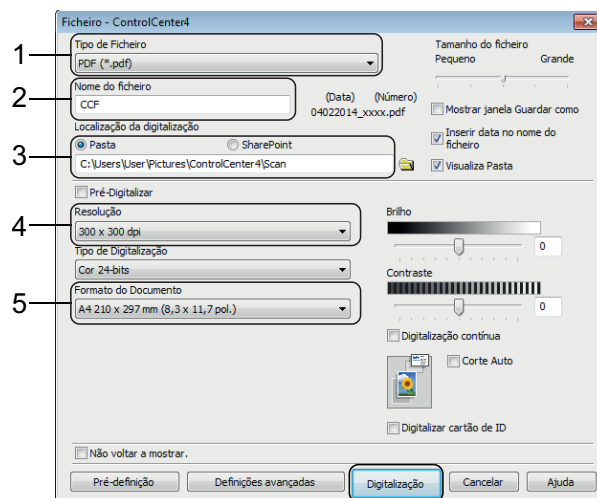 Ficheiro - ControlCenter4
1
Tipo de Ficheiro
PDF (*.pdf)
Tamanho do ficheiro
Pequeno Grande
2
Nome do ficheiro
CCF
(Data) (Número)
04022014_xxxx.pdf
Mostrar janela Guardar como
Inserir data no nome do
ficheiro
Visualiza Pasta
Localização da digitalização
3
Pasta SharePoint
C:\Users\User\Pictures\ControlCenter4\Scan
Pré-Digitalizar
4
Resolução
300 x 300 dpi
Tipo de Digitalização
Cor 24-bits
5
Formato do Documento
A4 210 x 297 mm (8,3 x 11,7 pol.)
Brilho
0
Contraste
0
Digitalização contínua
Corte Auto
Digitalizar cartão de ID
Não voltar a mostrar.
Pré-definição Definições avançadas Digitalização Cancelar Ajuda